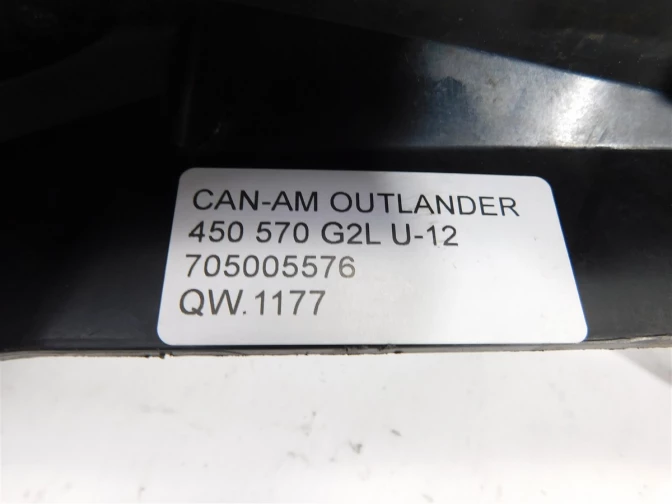 CAN-AM OUTLANDER
450 570 G2L U-12
705005576
QW.1177